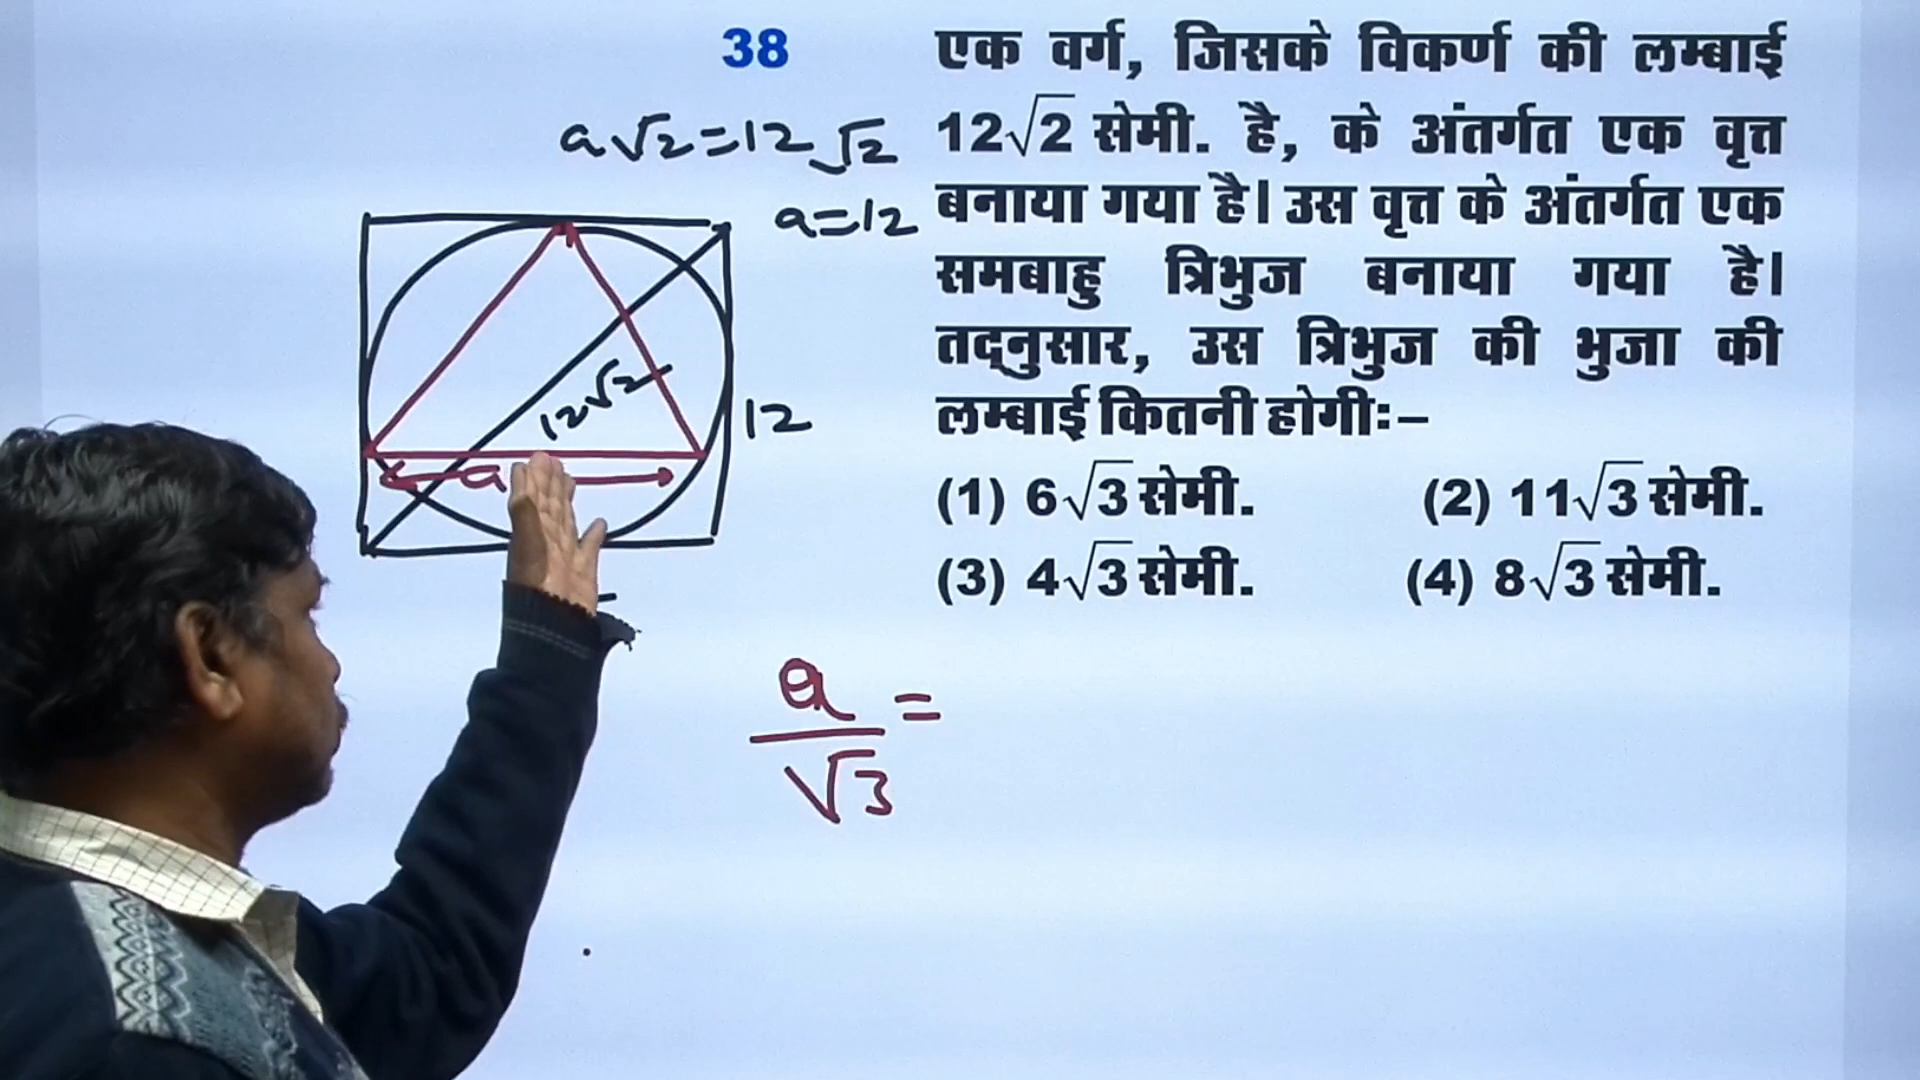 38
एक वर्ग, जिसके विकर्ण की लम्बाई
12√2 सेमी. है, के अंतर्गत एक वृत्त
बनाया गया है। उस वृत्त के अंतर्गत एक
समबाहु त्रिभुज बनाया गया है।
तद्नुसार, उस त्रिभुज की भुजा की
लम्बाई कितनी होगीः–
(1) 6√3 सेमी. (2) 11√3 सेमी.
(3) 4√3 सेमी. (4) 8√3 सेमी.
a√2=12√2
a=12
12√2
12
a
a/√3 =